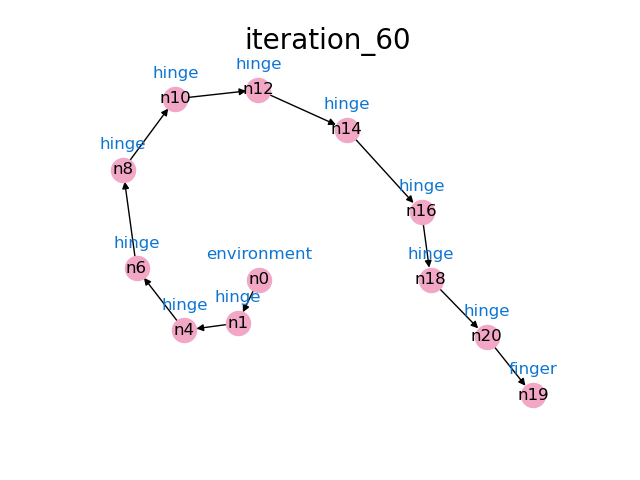 iteration_60
hinge
n12
hinge
n10
hinge
n14
hinge
n8
hinge
n16
hinge
n6
environment
n0
hinge
n18
hinge
n1
hinge
n4
hinge
n20
finger
n19